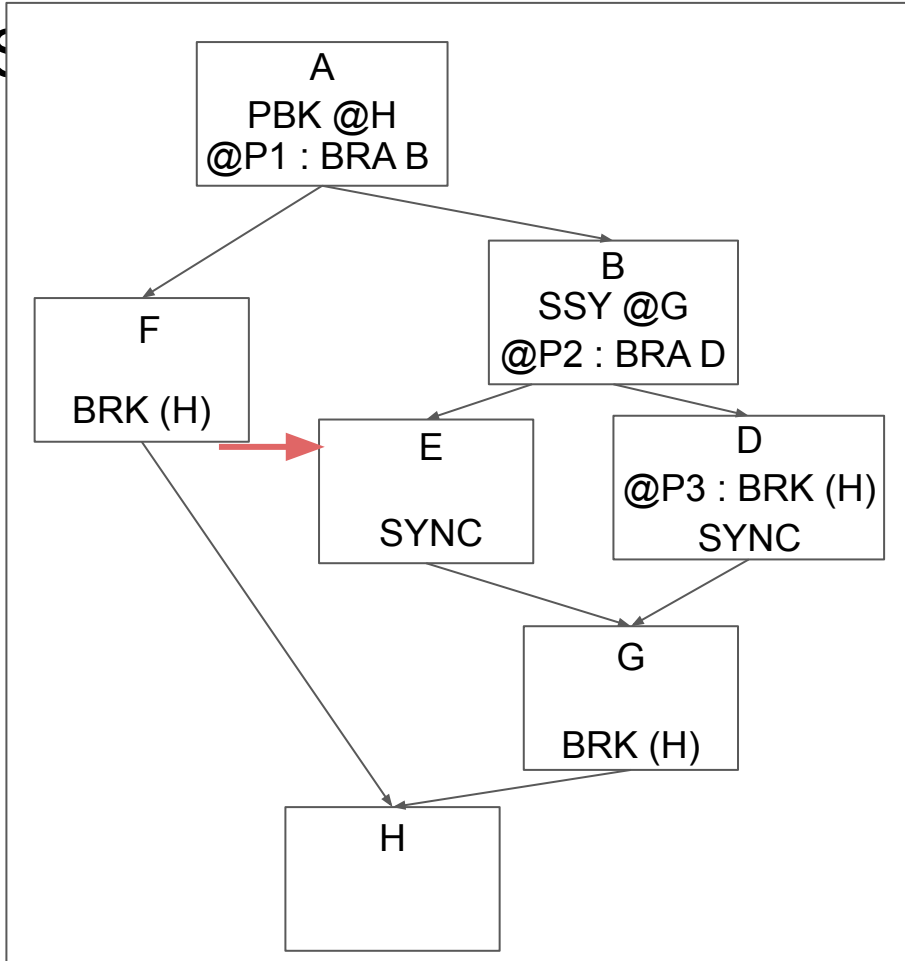 A
PBK @H
@P1 : BRA B
B
SSY @G
@P2 : BRA D
F
BRK (H)
E
SYNC
D
@P3 : BRK (H)
SYNC
G
BRK (H)
H